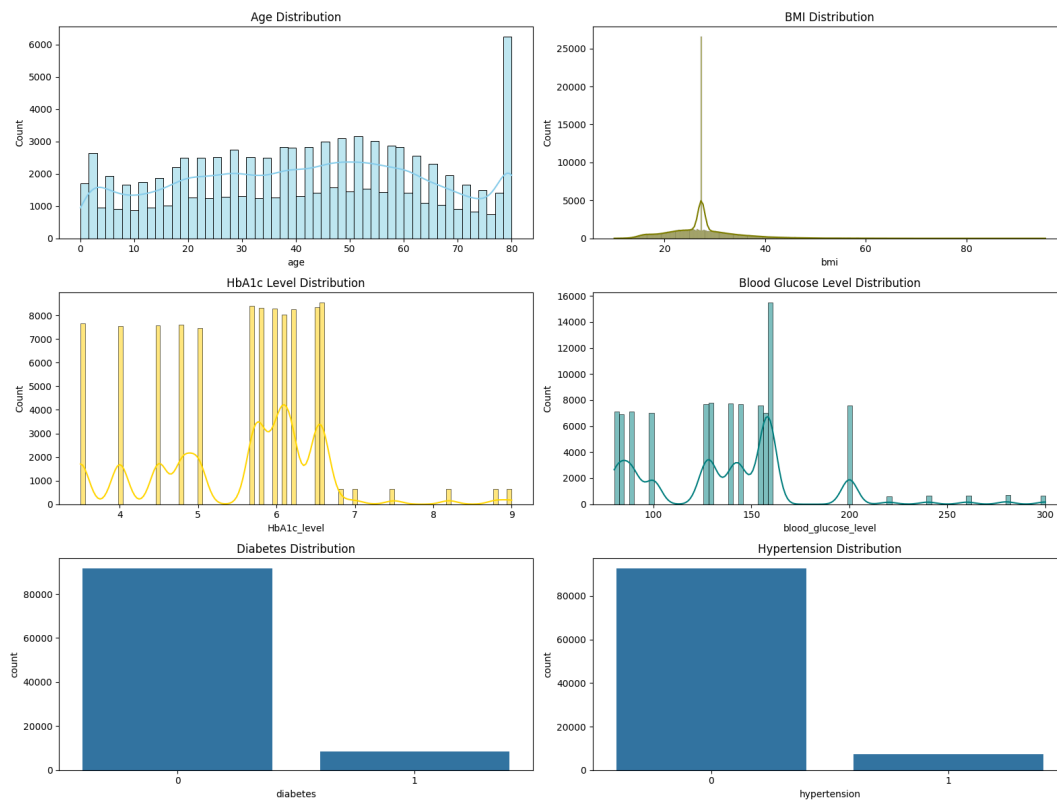 Age Distribution
BMI Distribution
6000
5000
4000
3000
2000
1000
0
Count
0 10 20 30 40 50 60 70 80
age
25000
20000
15000
10000
5000
0
Count
20 40 60 80
bmi
HbA1c Level Distribution
Blood Glucose Level Distribution
8000
7000
6000
5000
4000
3000
2000
1000
0
Count
4 5 6 7 8 9
HbA1c_level
16000
14000
12000
10000
8000
6000
4000
2000
0
Count
100 150 200 250 300
blood_glucose_level
Diabetes Distribution
Hypertension Distribution
80000
60000
40000
20000
0
count
0 1
diabetes
80000
60000
40000
20000
0
count
0 1
hypertension